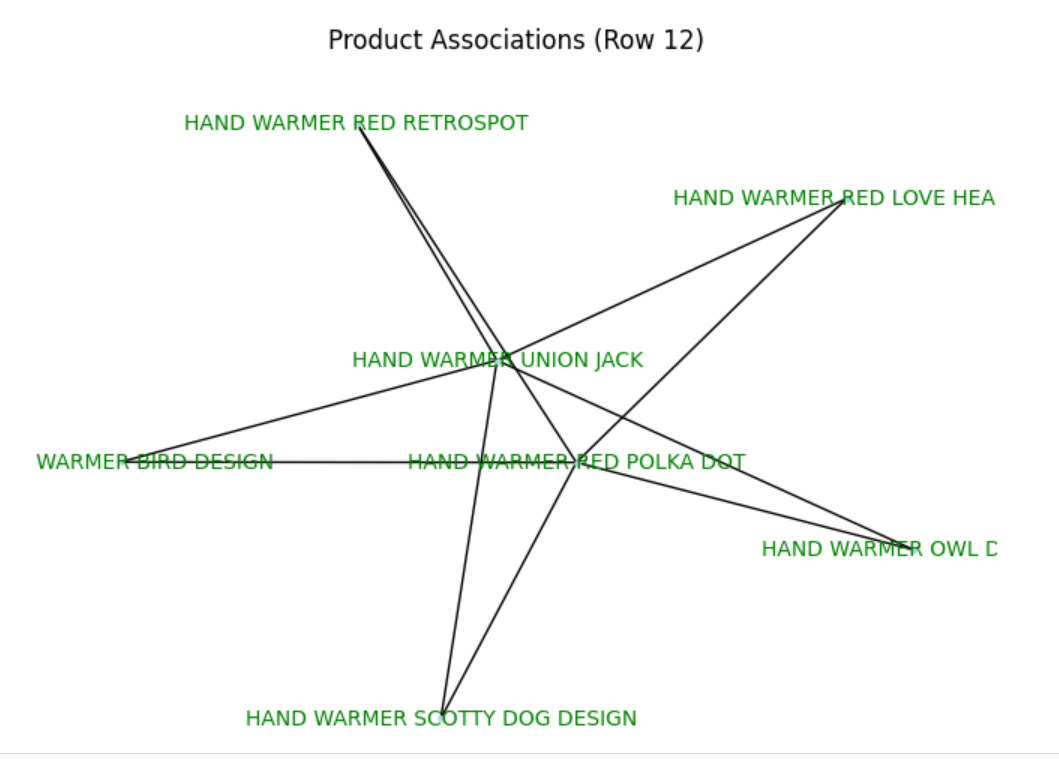 Product Associations (Row 12)
HAND WARMER RED RETROSPOT
HAND WARMER RED LOVE HEA
HAND WARMER UNION JACK
WARMER BIRD DESIGN
HAND WARMER RED POLKA DOT
HAND WARMER OWL D
HAND WARMER SCOTTY DOG DESIGN